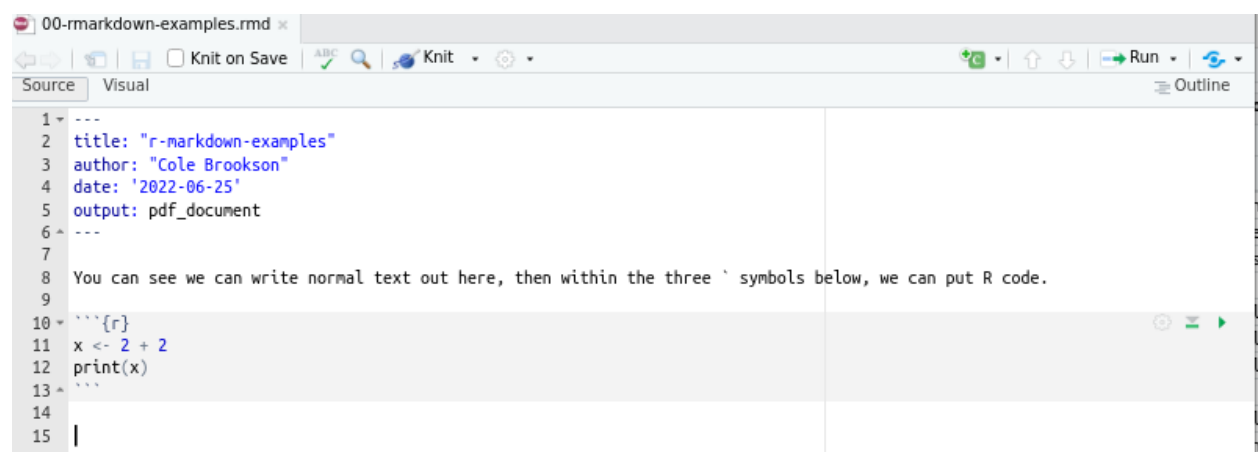 00-rmarkdown-examples.rmd
Knit on Save ABC Knit Run
Source Visual Outline
1 ---
2 title: "r-markdown-examples"
3 author: "Cole Brookson"
4 date: '2022-06-25'
5 output: pdf_document
6 ---
7
8 You can see we can write normal text out here, then within the three ` symbols below, we can put R code.
9
10 ```{r}
11 x <- 2 + 2
12 print(x)
13 ```
14
15